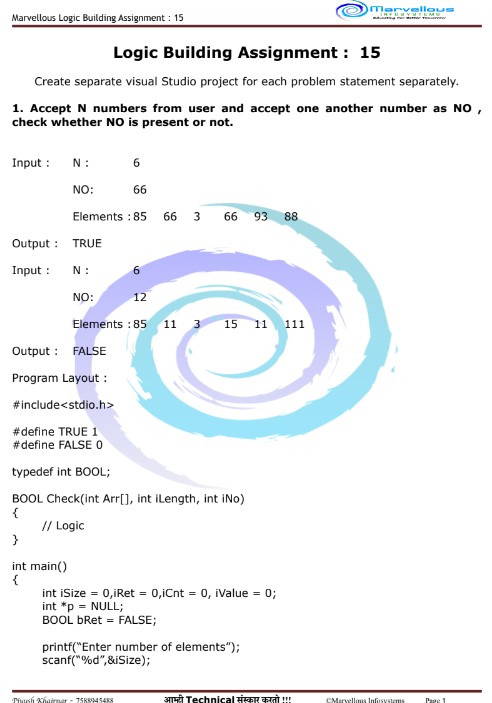 Marvellous Logic Building Assignment : 15
Marvellous
INFOSYSTEMS
Educating for Better Tomorrow
Logic Building Assignment : 15
Create separate visual Studio project for each problem statement separately.
1. Accept N numbers from user and accept one another number as NO ,
check whether NO is present or not.
Input : N : 6
NO: 66
Elements : 85 66 3 66 93 88
Output : TRUE
Input : N : 6
NO: 12
Elements : 85 11 3 15 11 111
Output : FALSE
Program Layout :
#include<stdio.h>
#define TRUE 1
#define FALSE 0
typedef int BOOL;
BOOL Check(int Arr[], int iLength, int iNo)
{
// Logic
}
int main()
{
int iSize = 0,iRet = 0,iCnt = 0, iValue = 0;
int *p = NULL;
BOOL bRet = FALSE;
printf(“Enter number of elements”);
scanf(“%d”,&iSize);
Piyush Khairnar - 7588945488 आम्ही Technical संस्कार करतो !!! ©Marvellous Infosystems Page 1